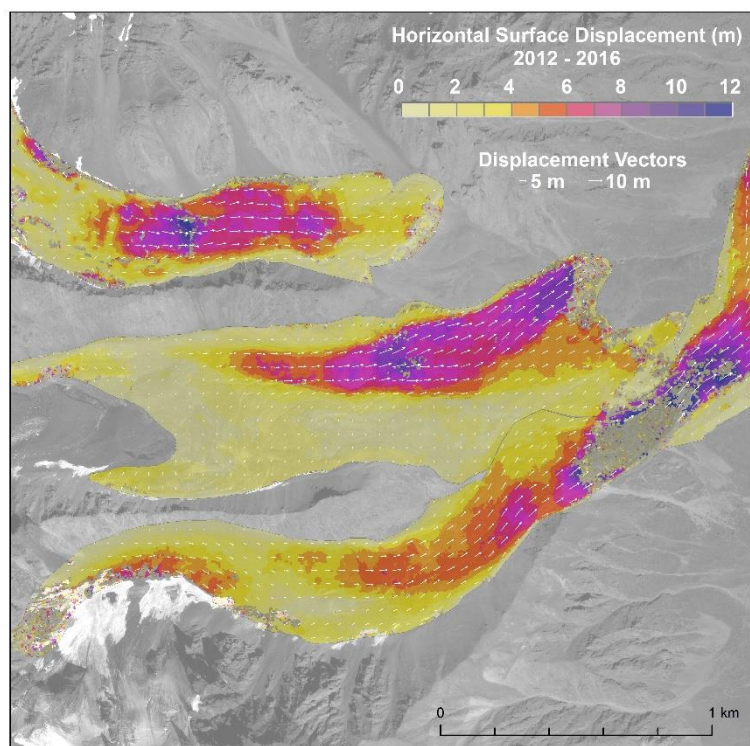 Horizontal Surface Displacement (m)
2012 - 2016
0 2 4 6 8 10 12
Displacement Vectors
5 m 10 m
0 1 km